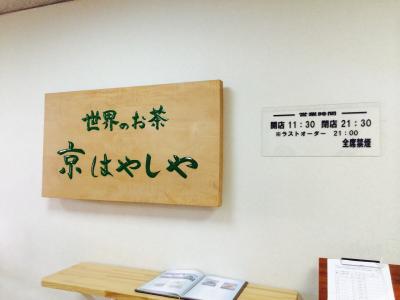 世界のお茶
京はやしや
営業時間
開店 11:30 閉店 21:30
※ラストオーダー 21:00
全席禁煙